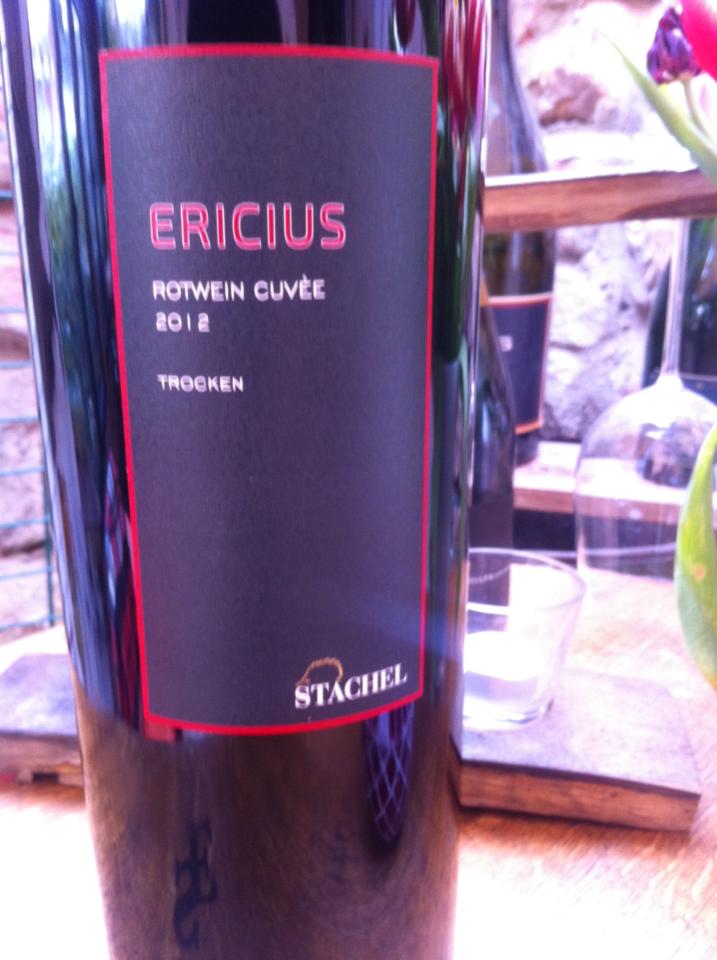 ERICIUS
ROTWEIN CUVÈE
2012
TROCKEN
STACHEL